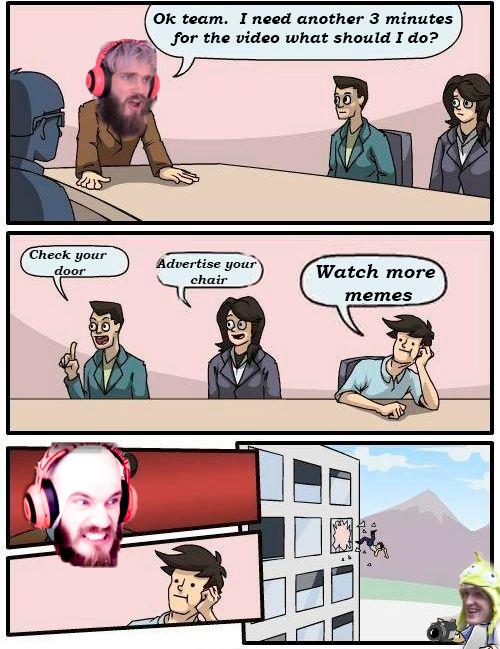 Ok team.  I need another 3 minutes
for the video what should I do?
Check your
door
Advertise your
chair
Watch more
memes